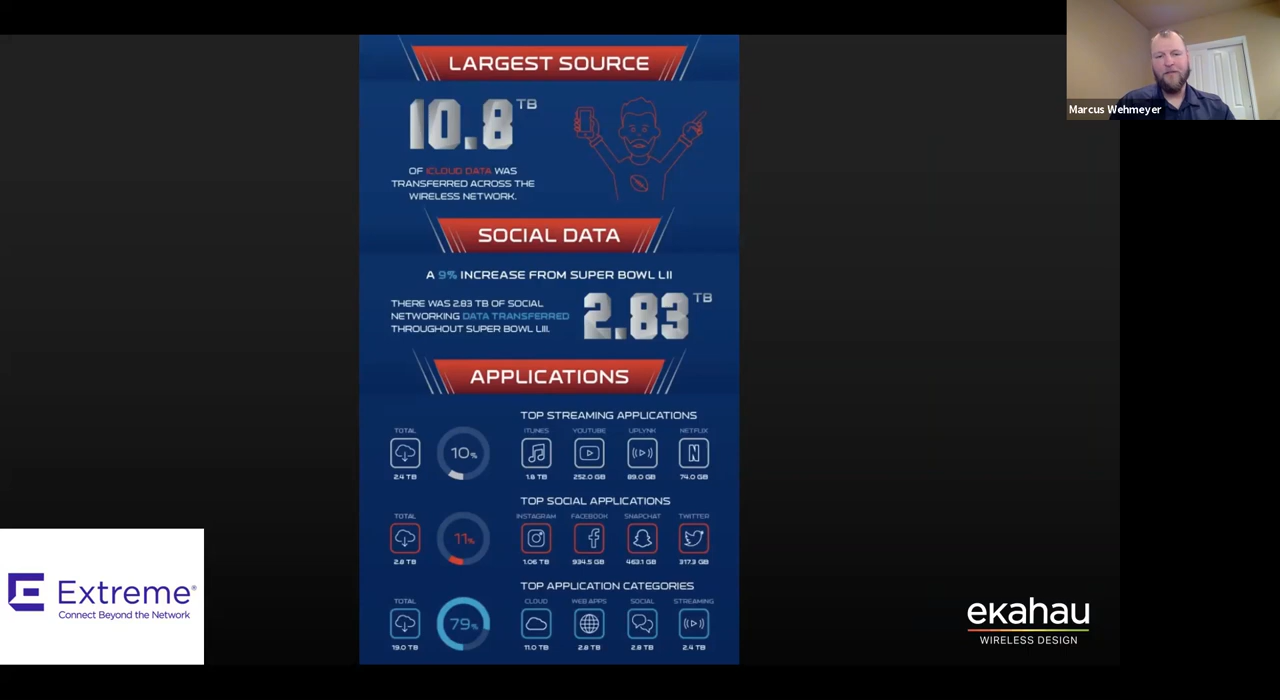 LARGEST SOURCE
10.8 TB
OF ICLOUD DATA WAS
TRANSFERRED ACROSS THE
WIRELESS NETWORK.
SOCIAL DATA
A 9% INCREASE FROM SUPER BOWL LII
THERE WAS 2.83 TB OF SOCIAL
NETWORKING DATA TRANSFERRED
THROUGHOUT SUPER BOWL LIII.
2.83 TB
APPLICATIONS
TOP STREAMING APPLICATIONS
TOTAL ITUNES YOUTUBE UPLYNK NETFLIX
10%
2.4 TB 1.8 TB 252.0 GB 89.0 GB 74.0 GB
TOP SOCIAL APPLICATIONS
TOTAL INSTAGRAM FACEBOOK SNAPCHAT TWITTER
11%
2.8 TB 1.06 TB 934.5 GB 463.1 GB 317.3 GB
TOP APPLICATION CATEGORIES
TOTAL CLOUD WEB APPS SOCIAL STREAMING
79%
19.0 TB 11.0 TB 2.8 TB 2.8 TB 2.4 TB
Marcus Wehmeyer
Extreme®
Connect Beyond the Network
ekahau
WIRELESS DESIGN